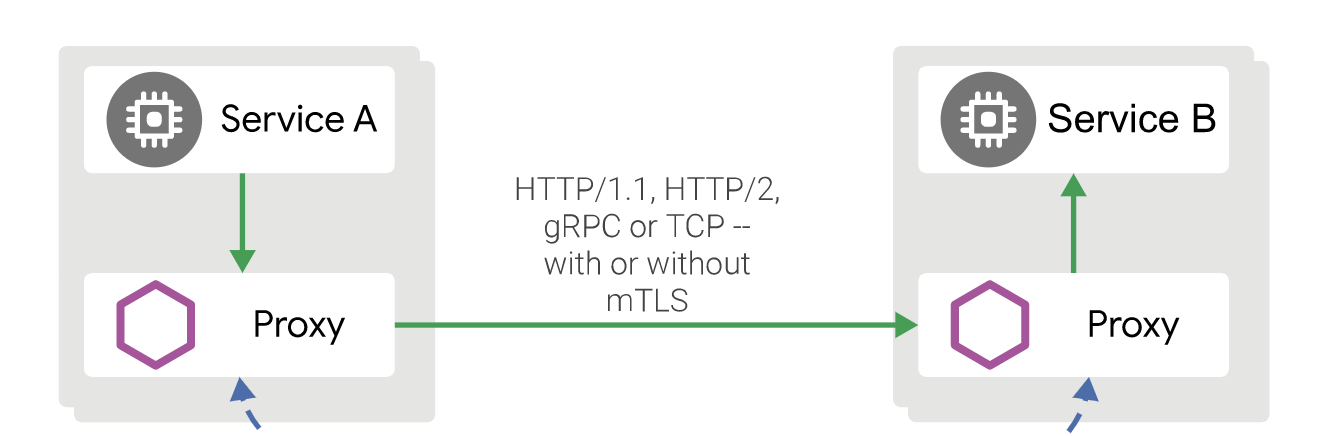 Service A
Service B
HTTP/1.1, HTTP/2,
gRPC or TCP --
with or without
mTLS
Proxy
Proxy